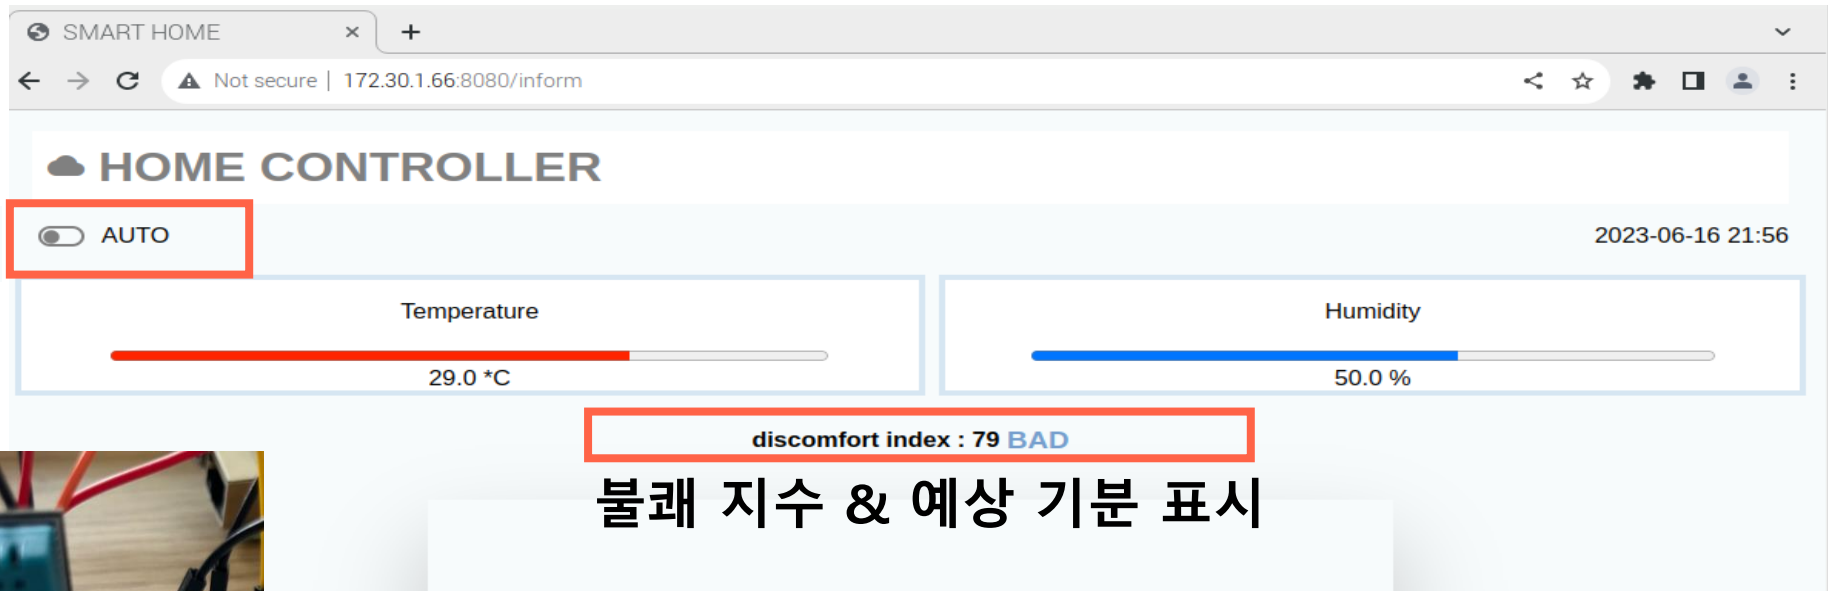 SMART HOME
Not secure | 172.30.1.66:8080/inform
HOME CONTROLLER
AUTO
2023-06-16 21:56
Temperature
Humidity
29.0 *C
50.0 %
discomfort index : 79 BAD
불쾌 지수 & 예상 기분 표시